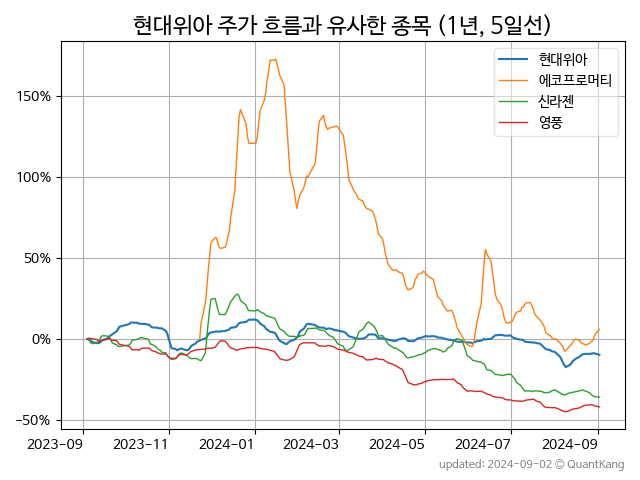 현대위아 주가 흐름과 유사한 종목 (1년, 5일선)
현대위아
에코프로머티
신라젠
영풍
150%
100%
50%
0%
−50%
2023-09 2023-11 2024-01 2024-03 2024-05 2024-07 2024-09
updated: 2024-09-02 © QuantKang